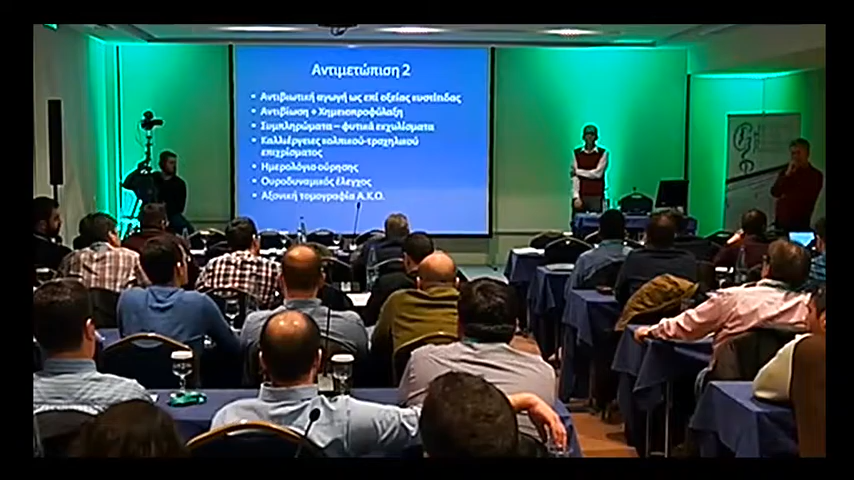 Αντιμετώπιση 2
• Αντιβιωτική αγωγή ως επί οξείας κυστίτιδας
• Αντιβίωση + Χημειοπροφύλαξη
• Συμπληρώματα – φυτικά εκχυλίσματα
• Καλλιέργειες κολπικού-τραχηλικού
επιχρίσματος
• Ημερολόγιο ούρησης
• Ουροδυναμικός έλεγχος
• Αξονική τομογραφία Α.Κ.Ο.